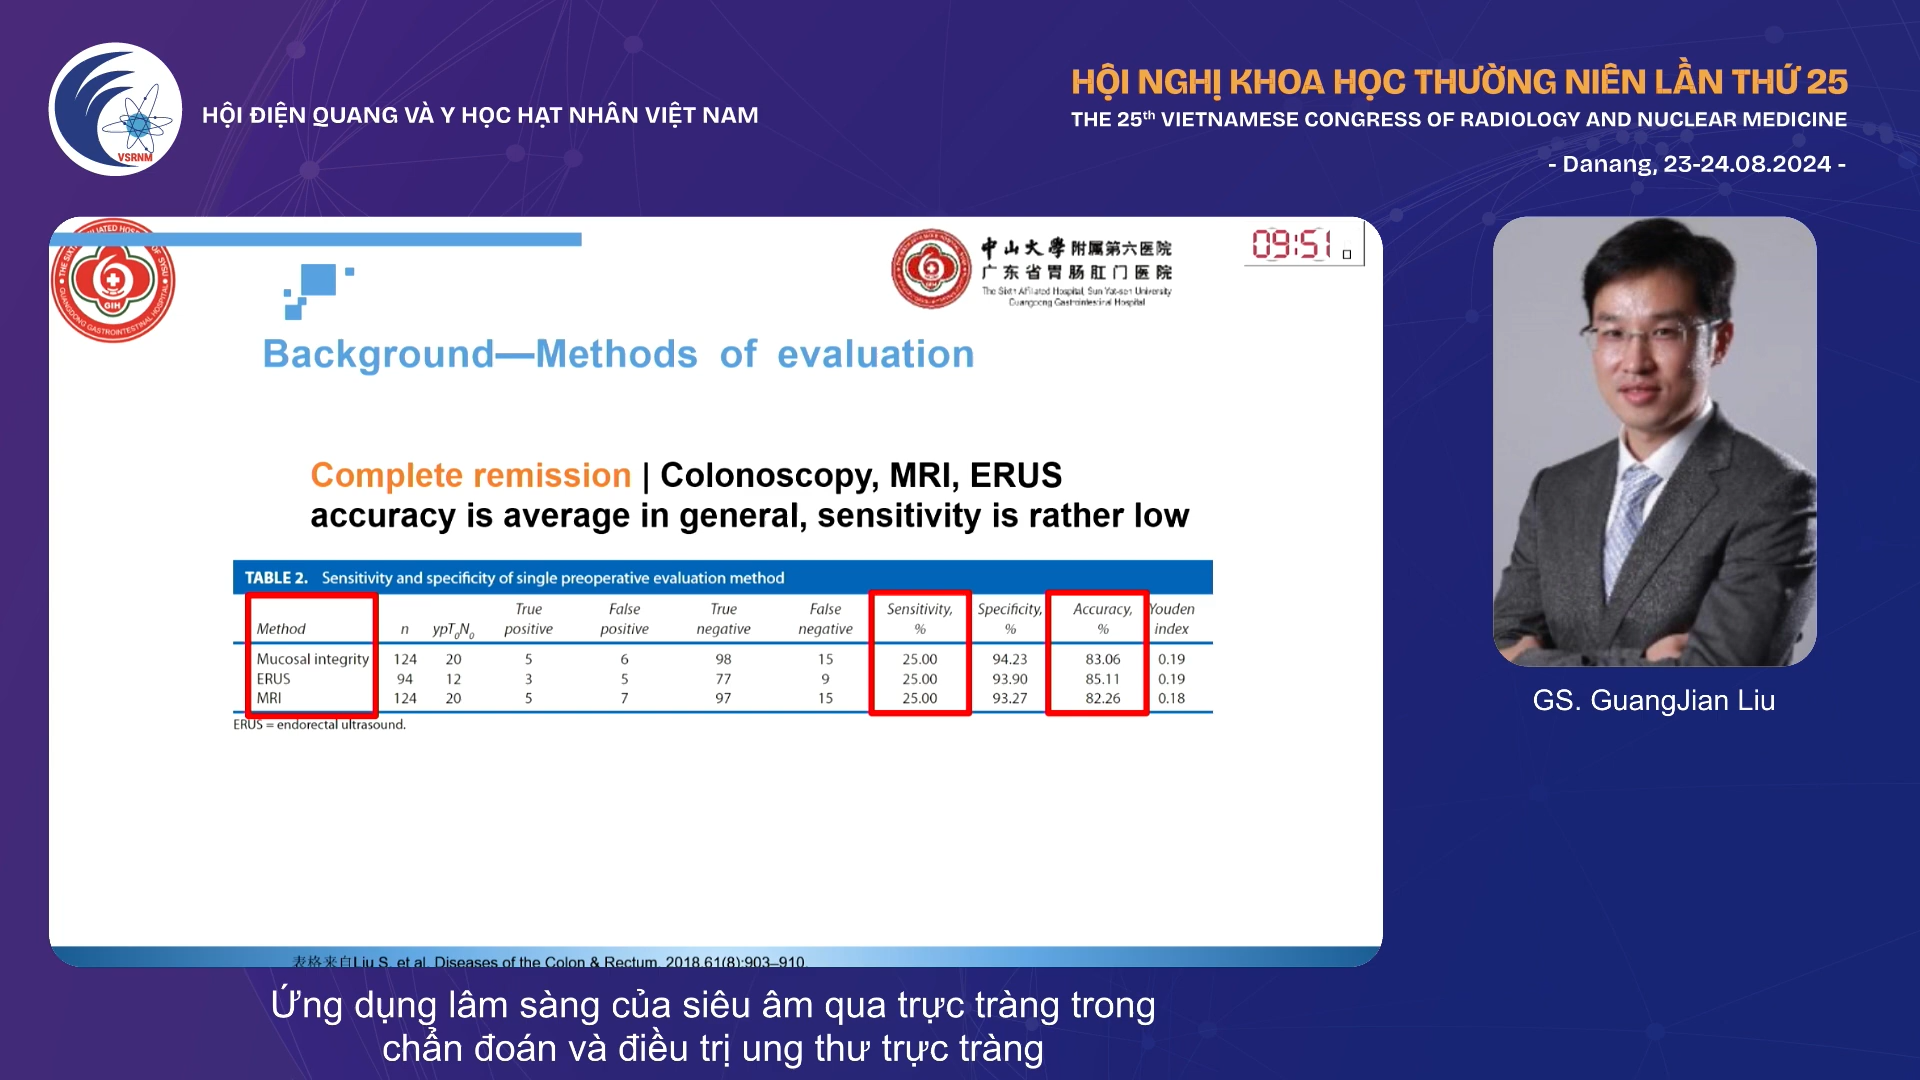 VSRNM
HỘI ĐIỆN QUANG VÀ Y HỌC HẠT NHÂN VIỆT NAM
HỘI NGHỊ KHOA HỌC THƯỜNG NIÊN LẦN THỨ 25
THE 25th VIETNAMESE CONGRESS OF RADIOLOGY AND NUCLEAR MEDICINE
- Danang, 23-24.08.2024 -
GUANGDONG GASTROINTESTINAL HOSPITAL
GIH
中山大學附属第六医院
广东省胃肠肛门医院
The Sixth Affiliated Hospital, Sun Yat-sen University
Guangdong Gastrointestinal Hospital
09:51
Background—Methods of evaluation
Complete remission | Colonoscopy, MRI, ERUS
accuracy is average in general, sensitivity is rather low
TABLE 2. Sensitivity and specificity of single preoperative evaluation method
Method n ypT0N0 True positive False positive True negative False negative Sensitivity, % Specificity, % Accuracy, % Youden index
Mucosal integrity 124 20 5 6 98 15 25.00 94.23 83.06 0.19
ERUS 94 12 3 5 77 9 25.00 93.90 85.11 0.19
MRI 124 20 5 7 97 15 25.00 93.27 82.26 0.18
ERUS = endorectal ultrasound.
表格来自Liu S, et al. Diseases of the Colon & Rectum. 2018,61(8):903–910.
GS. GuangJian Liu
Ứng dụng lâm sàng của siêu âm qua trực tràng trong
chẩn đoán và điều trị ung thư trực tràng